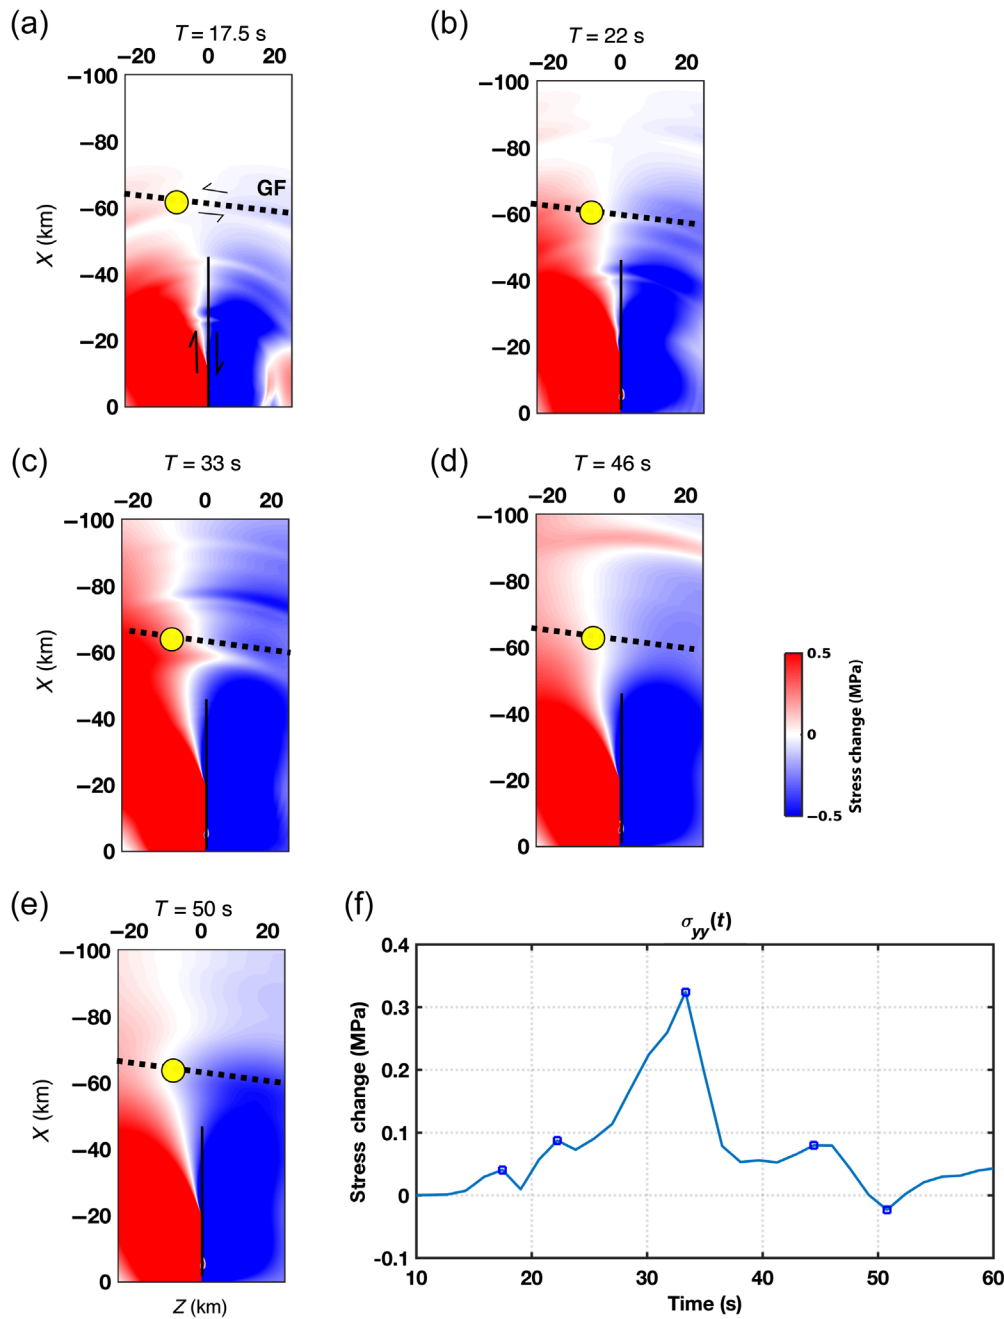 (a)
T = 17.5 s
−20 0 20
−100
−80
−60
−40
−20
0
X (km)
GF
(b)
T = 22 s
−20 0 20
−100
−80
−60
−40
−20
0
(c)
T = 33 s
−20 0 20
−100
−80
−60
−40
−20
0
X (km)
(d)
T = 46 s
−20 0 20
−100
−80
−60
−40
−20
0
0.5
0
−0.5
Stress change (MPa)
(e)
T = 50 s
−20 0 20
−100
−80
−60
−40
−20
0
X (km)
Z (km)
(f)
σyy(t)
0.4
0.3
0.2
0.1
0
-0.1
Stress change (MPa)
10 20 30 40 50 60
Time (s)